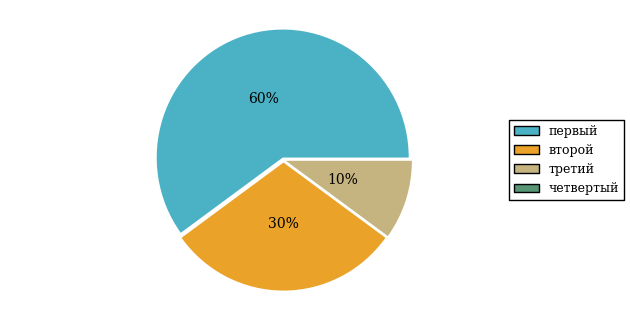 60%
10%
30%
первый
второй
третий
четвертый